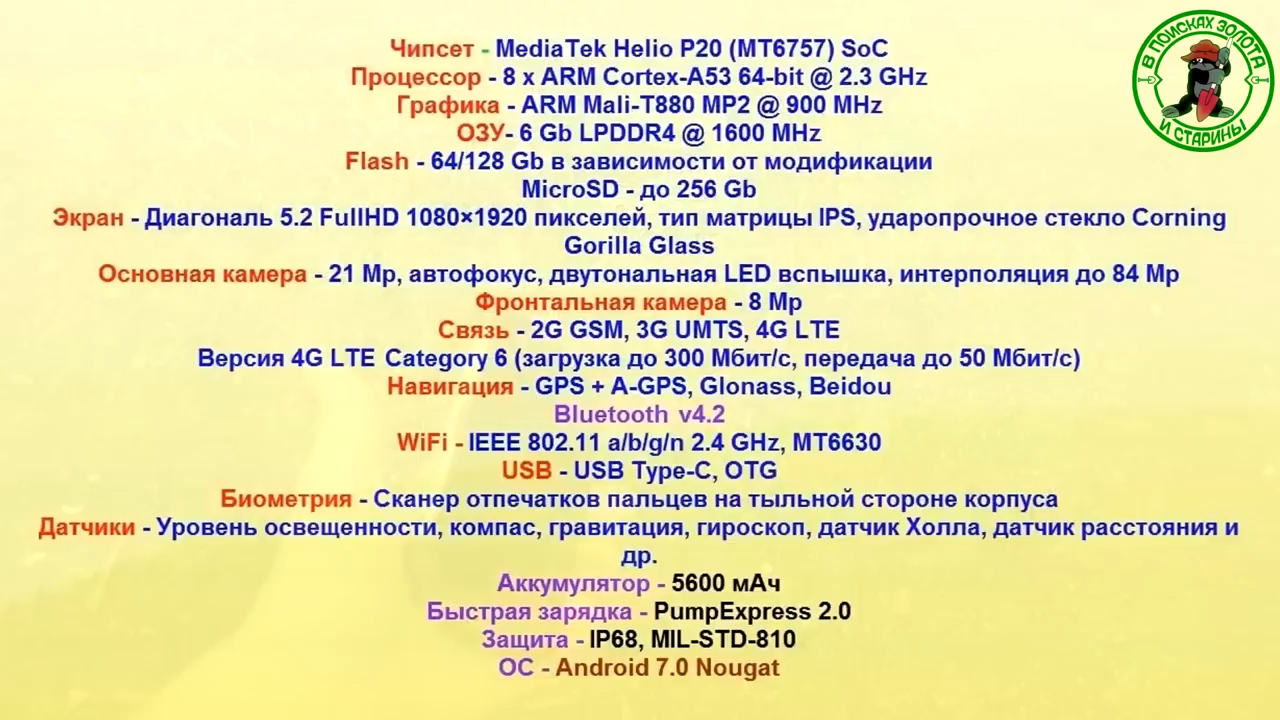 Чипсет - MediaTek Helio P20 (MT6757) SoC
Процессор - 8 x ARM Cortex-A53 64-bit @ 2.3 GHz
Графика - ARM Mali-T880 MP2 @ 900 MHz
ОЗУ- 6 Gb LPDDR4 @ 1600 MHz
Flash - 64/128 Gb в зависимости от модификации
MicroSD - до 256 Gb
Экран - Диагональ 5.2 FullHD 1080×1920 пикселей, тип матрицы IPS, ударопрочное стекло Corning
Gorilla Glass
Основная камера - 21 Мр, автофокус, двутональная LED вспышка, интерполяция до 84 Мр
Фронтальная камера - 8 Мр
Связь - 2G GSM, 3G UMTS, 4G LTE
Версия 4G LTE Category 6 (загрузка до 300 Мбит/с, передача до 50 Мбит/с)
Навигация - GPS + A-GPS, Glonass, Beidou
Bluetooth v4.2
WiFi - IEEE 802.11 a/b/g/n 2.4 GHz, MT6630
USB - USB Type-C, OTG
Биометрия - Сканер отпечатков пальцев на тыльной стороне корпуса
Датчики - Уровень освещенности, компас, гравитация, гироскоп, датчик Холла, датчик расстояния и
др.
Аккумулятор - 5600 мАч
Быстрая зарядка - PumpExpress 2.0
Защита - IP68, MIL-STD-810
ОС - Android 7.0 Nougat
В ПОИСКАХ ЗОЛОТА
И СТАРИНЫ